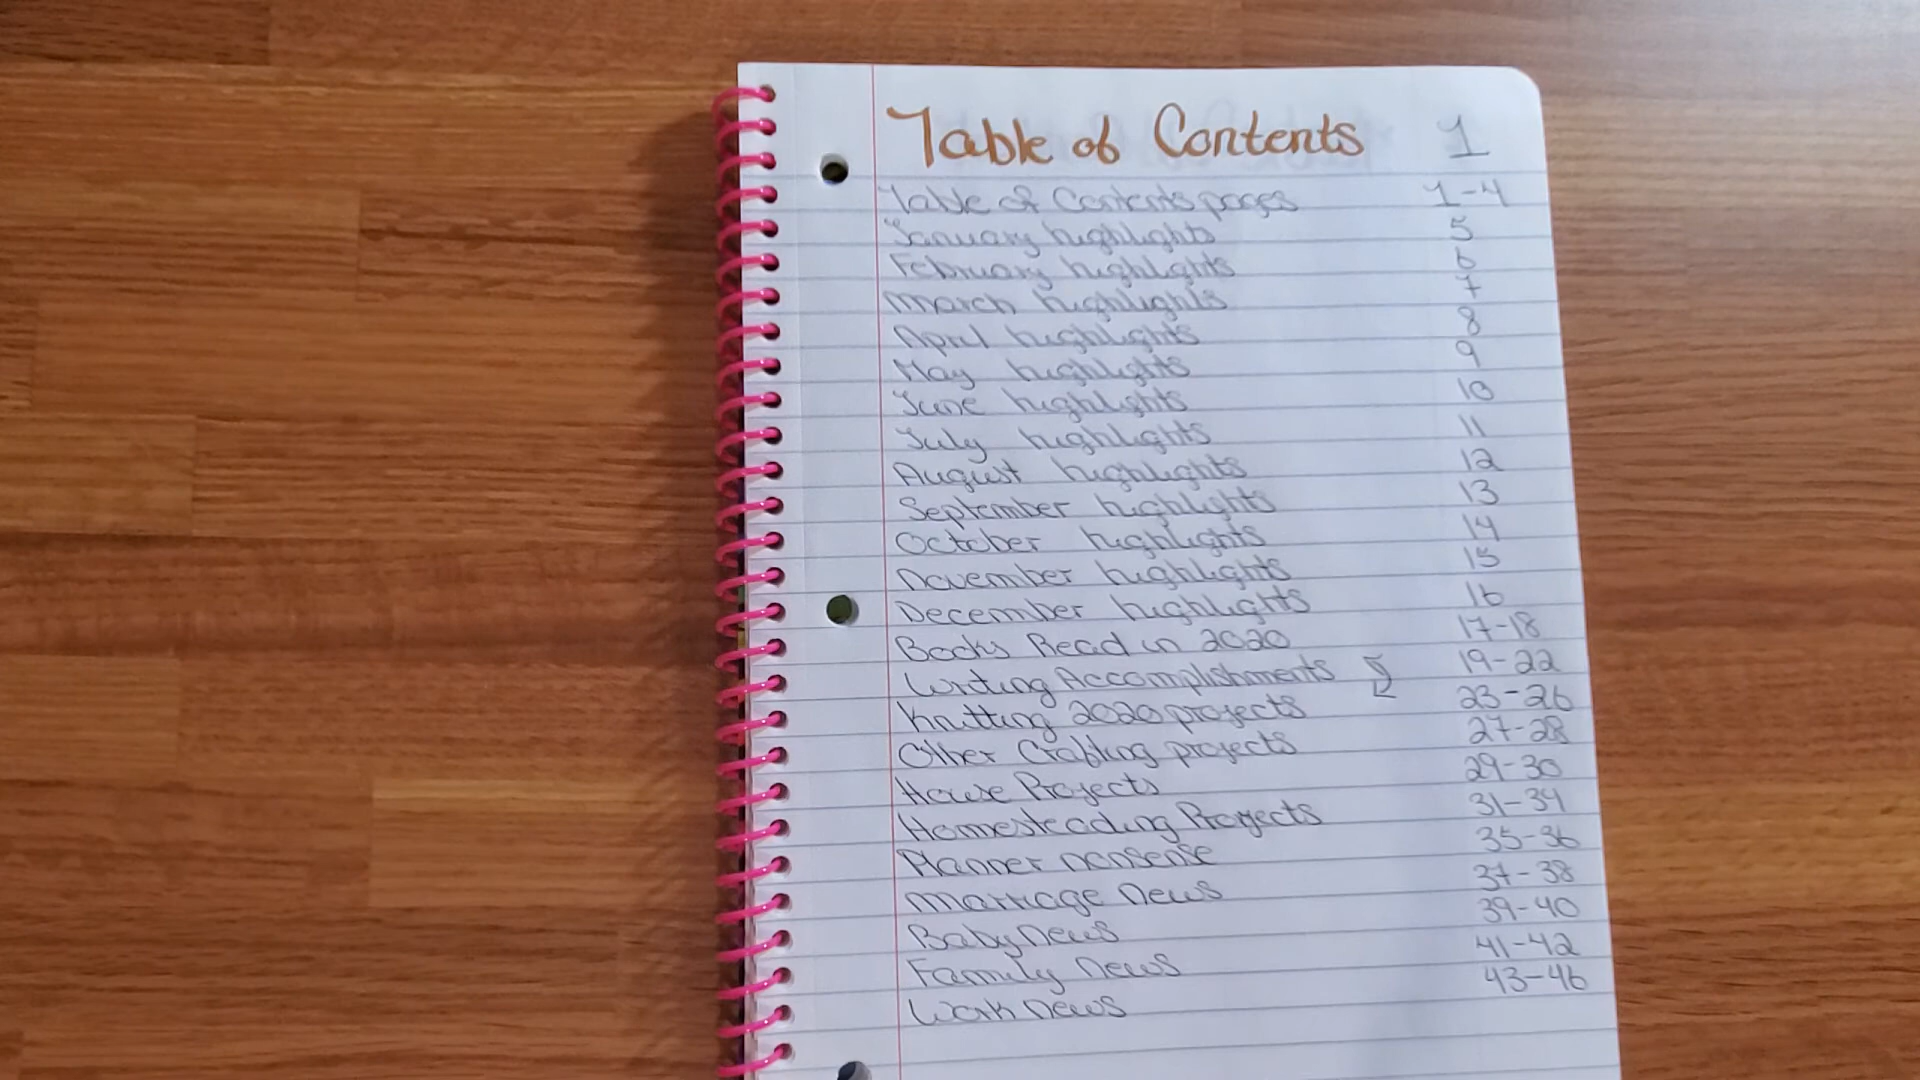 Table of Contents 1
Table of Contents pages 1-4
January highlights 5
February highlights 6
March highlights 7
April highlights 8
May highlights 9
June highlights 10
July highlights 11
August highlights 12
September highlights 13
October highlights 14
November highlights 15
December highlights 16
Books Read in 2020 17-18
Writing Accomplishments 19-22
Knitting 2020 projects 23-26
Other Crafting projects 27-28
House Projects 29-30
Homesteading Projects 31-34
Planner nonsense 35-36
Marriage News 37-38
Baby News 39-40
Family News 41-42
Work News 43-46